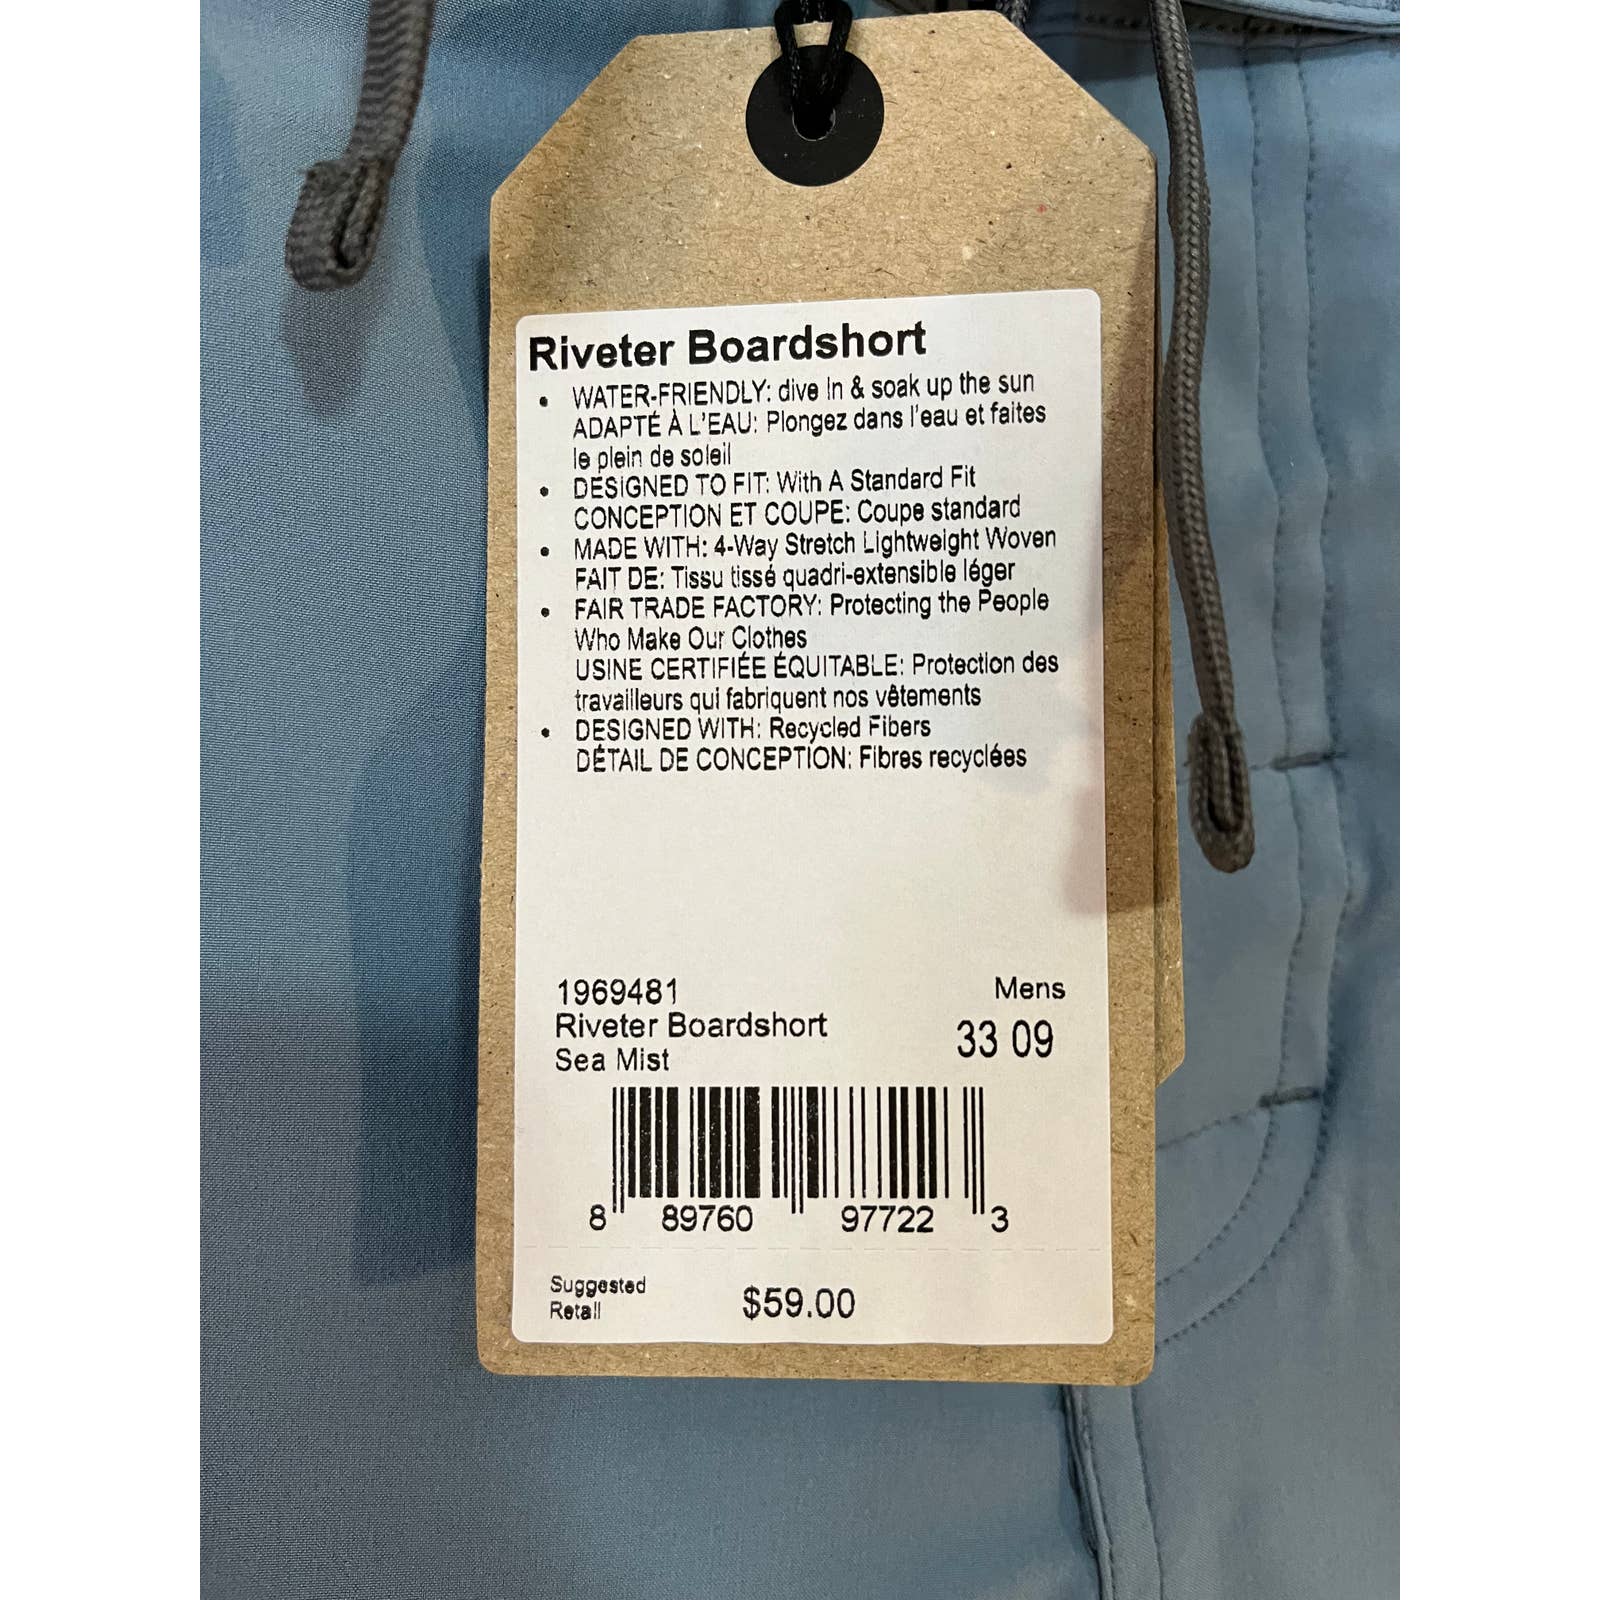 Riveter Boardshort
• WATER-FRIENDLY: dive in & soak up the sun
ADAPTÉ À L'EAU: Plongez dans l'eau et faites
le plein de soleil
• DESIGNED TO FIT: With A Standard Fit
CONCEPTION ET COUPE: Coupe standard
• MADE WITH: 4-Way Stretch Lightweight Woven
FAIT DE: Tissu tissé quadri-extensible léger
• FAIR TRADE FACTORY: Protecting the People
Who Make Our Clothes
USINE CERTIFIÉE ÉQUITABLE: Protection des
travailleurs qui fabriquent nos vêtements
• DESIGNED WITH: Recycled Fibers
DÉTAIL DE CONCEPTION: Fibres recyclées
1969481 Mens
Riveter Boardshort 33 09
Sea Mist
8 89760 97722 3
Suggested
Retail $59.00